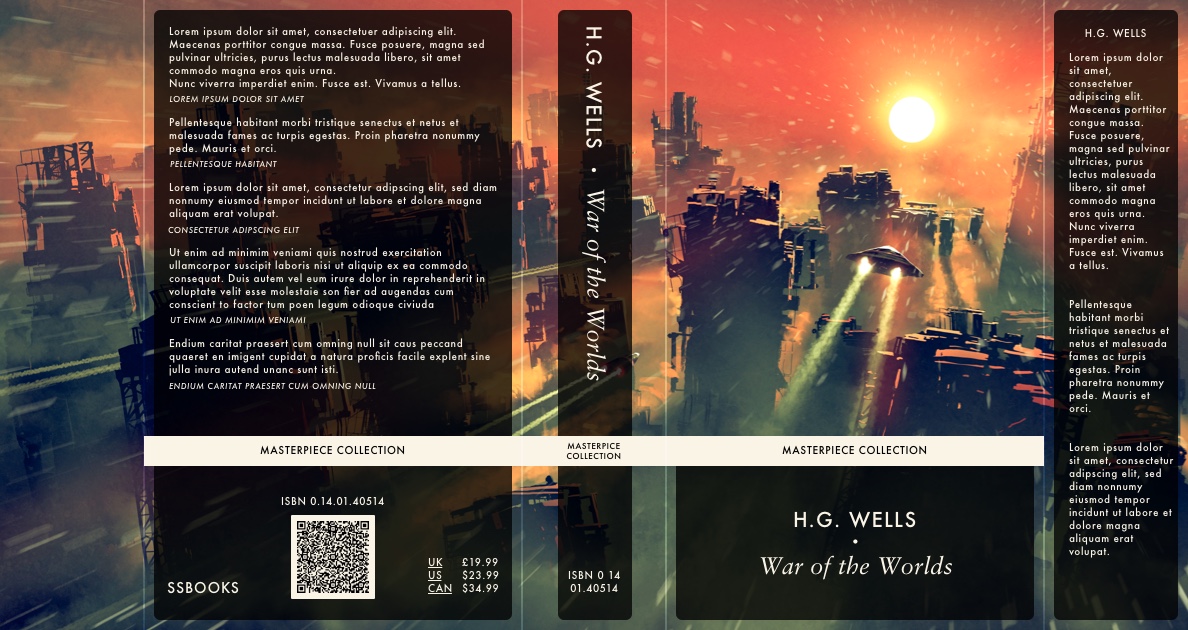 Lorem ipsum dolor sit amet, consectetuer adipiscing elit.
Maecenas porttitor congue massa. Fusce posuere, magna sed
pulvinar ultricies, purus lectus malesuada libero, sit amet
commodo magna eros quis urna.
Nunc viverra imperdiet enim. Fusce est. Vivamus a tellus.
LOREM IPSUM DOLOR SIT AMET
Pellentesque habitant morbi tristique senectus et netus et
malesuada fames ac turpis egestas. Proin pharetra nonummy
pede. Mauris et orci.
PELLENTESQUE HABITANT
Lorem ipsum dolor sit amet, consectetur adipscing elit, sed diam
nonnumy eiusmod tempor incidunt ut labore et dolore magna
aliquam erat volupat.
CONSECTETUR ADIPSCING ELIT
Ut enim ad minimim veniami quis nostrud exercitation
ullamcorpor suscipit laboris nisi ut aliquip ex ea commodo
consequat. Duis autem vel eum irure dolor in reprehenderit in
voluptate velit esse molestaie son fier ad augendas cum
conscient to factor tum poen legum odioque civiuda
UT ENIM AD MINIMIM VENIAMI
Endium caritat praesert cum omning null sit caus peccand
quaeret en imigent cupidat a natura proficis facile explent sine
julla inura autend unanc sunt isti.
ENDIUM CARITAT PRAESERT CUM OMNING NULL
MASTERPIECE COLLECTION
ISBN 0.14.01.40514
SSBOOKS
UK £19.99
US $23.99
CAN $34.99
H.G. WELLS • War of the Worlds
MASTERPICE
COLLECTION
ISBN 0 14
01.40514
MASTERPIECE COLLECTION
H.G. WELLS
•
War of the Worlds
H.G. WELLS
Lorem ipsum dolor
sit amet,
consectetuer
adipiscing elit.
Maecenas porttitor
congue massa.
Fusce posuere,
magna sed pulvinar
ultricies, purus
lectus malesuada
libero, sit amet
commodo magna
eros quis urna.
Nunc viverra
imperdiet enim.
Fusce est. Vivamus
a tellus.
Pellentesque
habitant morbi
tristique senectus et
netus et malesuada
fames ac turpis
egestas. Proin
pharetra nonummy
pede. Mauris et
orci.
Lorem ipsum dolor
sit amet, consectetur
adipscing elit, sed
diam nonnumy
eiusmod tempor
incidunt ut labore et
dolore magna
aliquam erat
volupat.